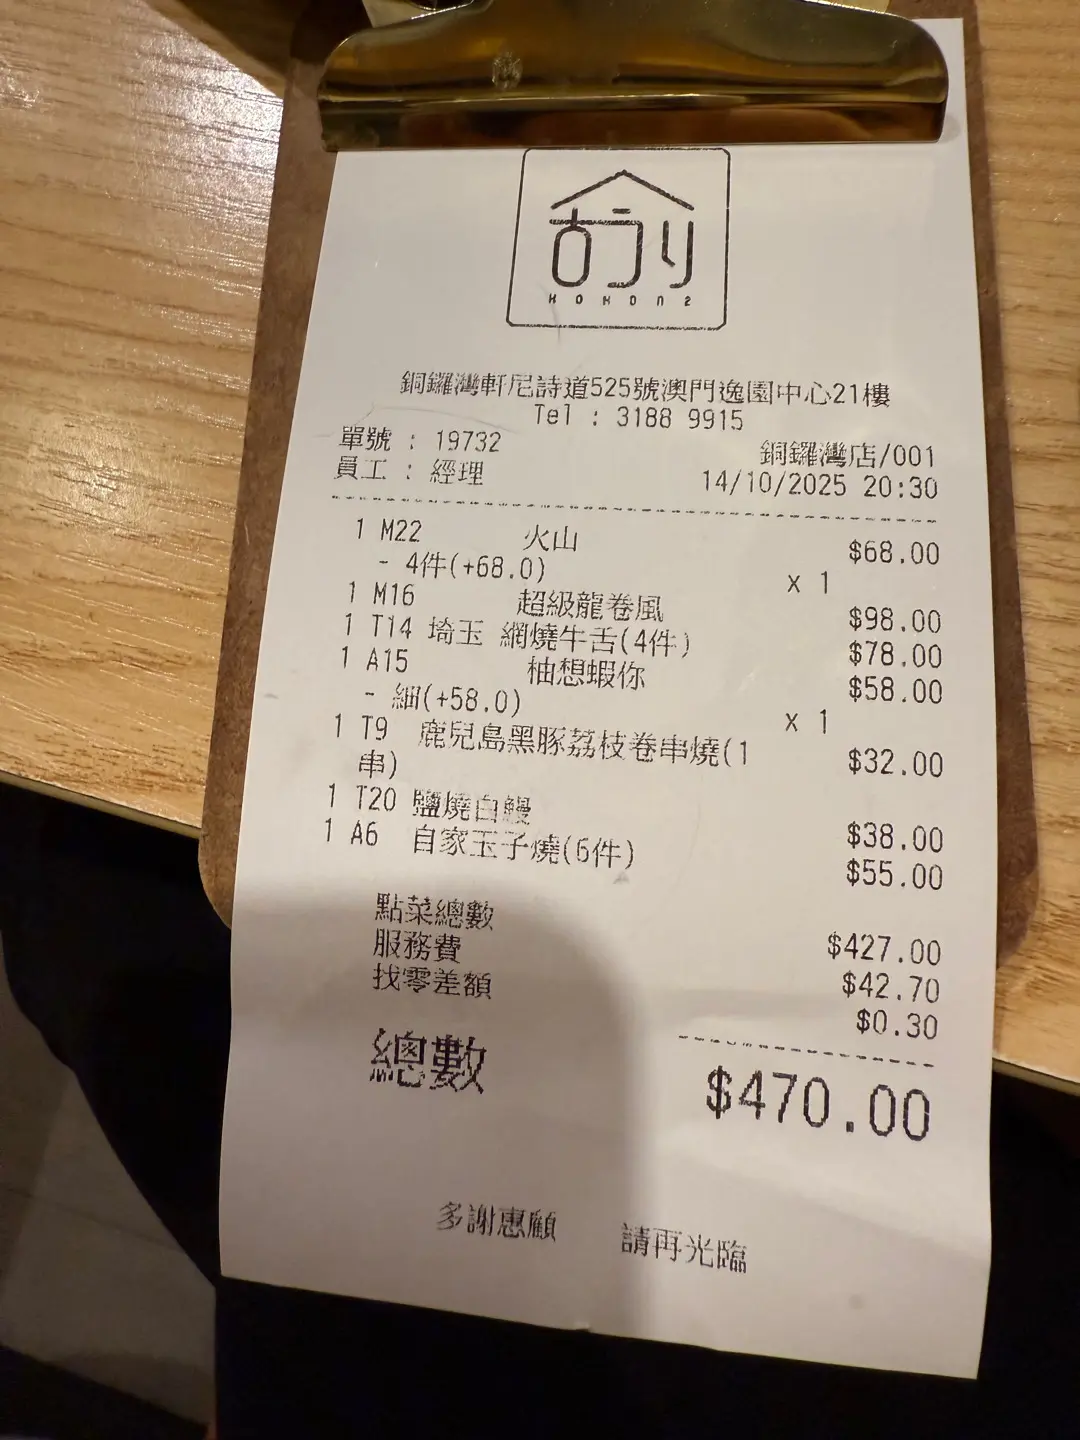 古う月
KOKON2
銅鑼灣軒尼詩道525號澳門逸園中心21樓
Tel : 3188 9915
單號 : 19732 銅鑼灣店/001
員工 : 經理 14/10/2025 20:30
1 M22 火山 $68.00
- 4件(+68.0) x 1
1 M16 超級龍卷風 $98.00
1 T14 埼玉 網燒牛舌(4件) $78.00
1 A15 柚想蝦你 $58.00
- 細(+58.0) x 1
1 T9 鹿兒島黑豚荔枝卷串燒(1 $32.00
串)
1 T20 鹽燒白鰻 $38.00
1 A6 自家玉子燒(6件) $55.00
點菜總數 $427.00
服務費 $42.70
找零差額 $0.30
總數 $470.00
多謝惠顧 請再光臨